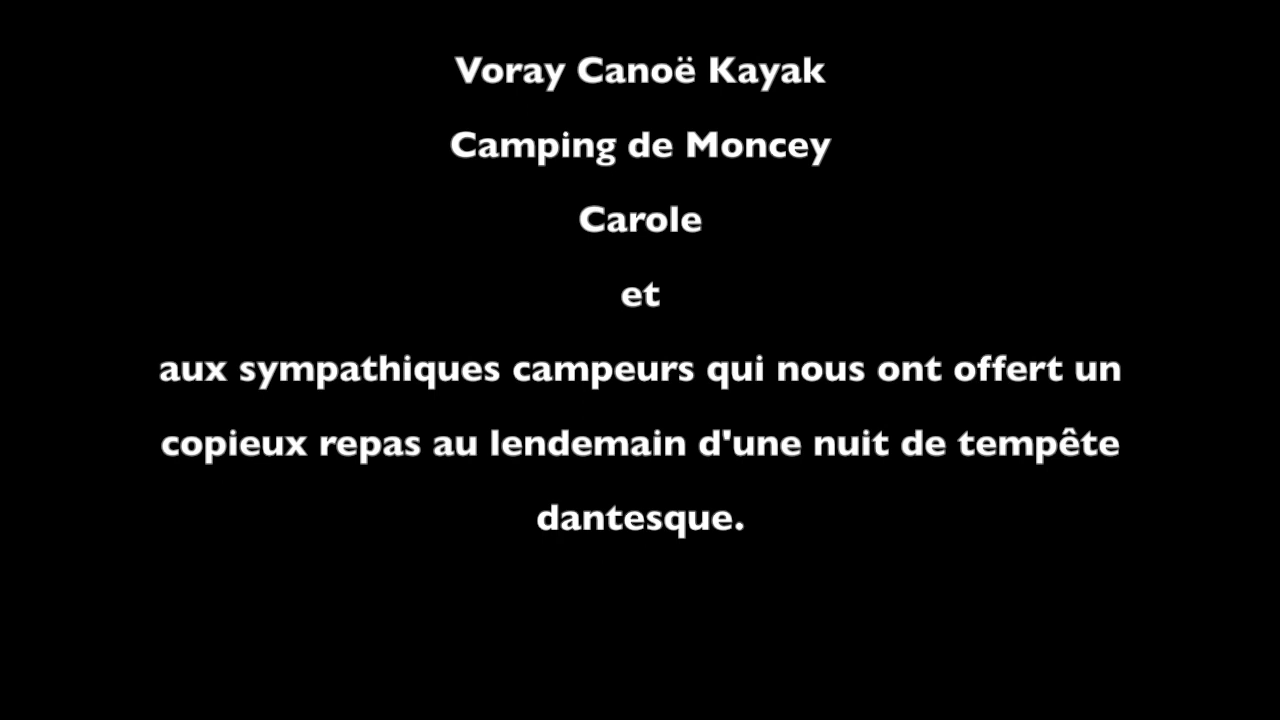 Voray Canoë Kayak
Camping de Moncey
Carole
et
aux sympathiques campeurs qui nous ont offert un
copieux repas au lendemain d'une nuit de tempête
dantesque.